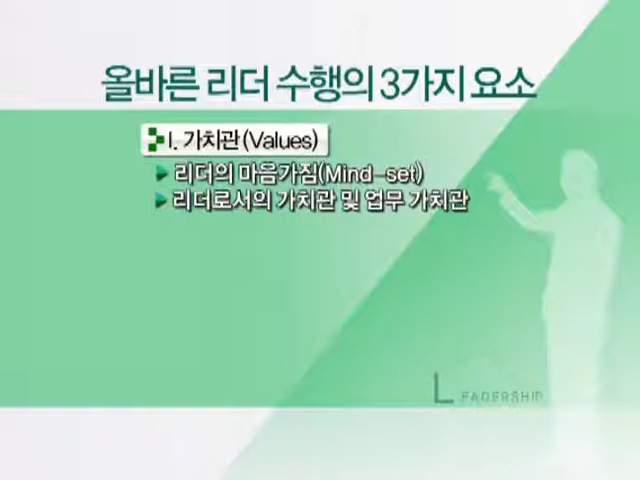 올바른 리더 수행의 3가지 요소
I. 가치관(Values)
리더의 마음가짐(Mind-set)
리더로서의 가치관 및 업무 가치관
LEADERSHIP